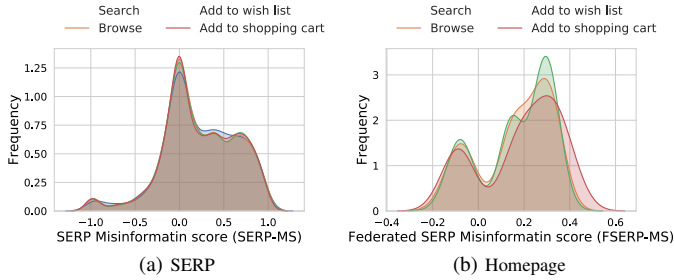 Search Add to wish list
Browse Add to shopping cart
Frequency
1.25
1.00
0.75
0.50
0.25
0.00
−1.0 −0.5 0.0 0.5 1.0
SERP Misinformatin score (SERP-MS)
(a) SERP
Search Add to wish list
Browse Add to shopping cart
Frequency
3
2
1
0
−0.4 −0.2 0.0 0.2 0.4 0.6
Federated SERP Misinformatin score (FSERP-MS)
(b) Homepage